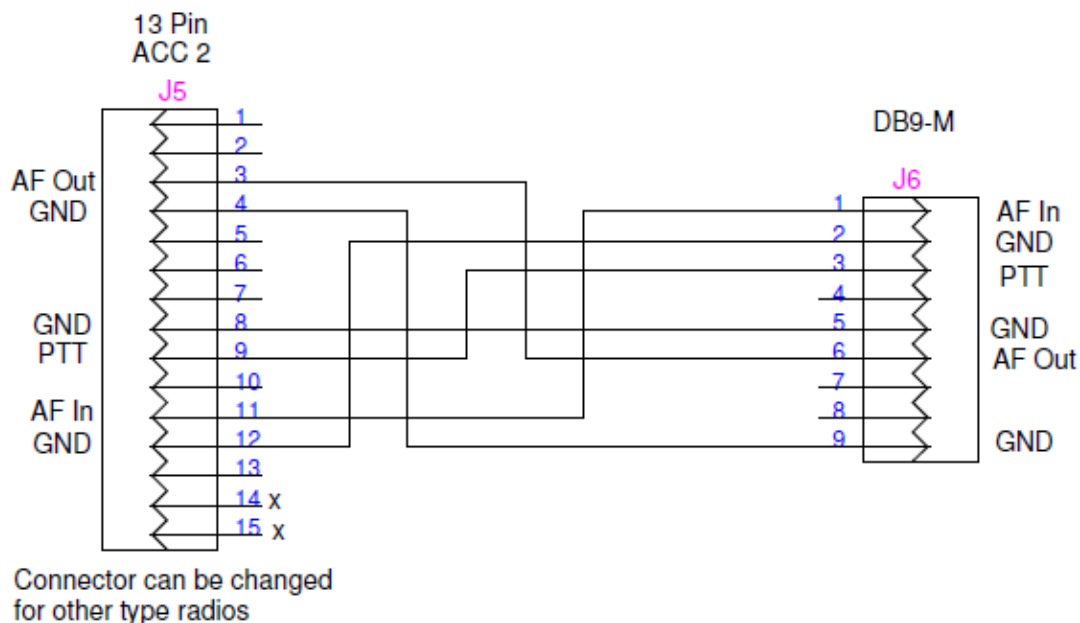 13 Pin
ACC 2
J5
1
2
AF Out 3
GND 4
5
6
7
GND 8
PTT 9
10
AF In 11
GND 12
13
14 x
15 x
Connector can be changed
for other type radios
DB9-M
J6
1 AF In
2 GND
3 PTT
4
5 GND
6 AF Out
7
8
9 GND